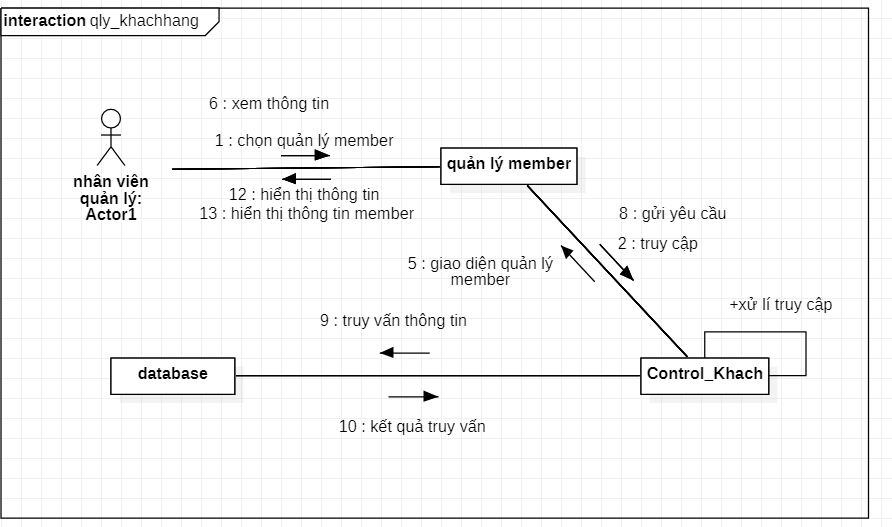 interaction qly_khachhang
6 : xem thông tin
1 : chọn quản lý member
nhân viên
quản lý:
Actor1
quản lý member
12 : hiển thị thông tin
13 : hiển thị thông tin member
8 : gửi yêu cầu
2 : truy cập
5 : giao diện quản lý
member
+xử lí truy cập
9 : truy vấn thông tin
database
Control_Khach
10 : kết quả truy vấn